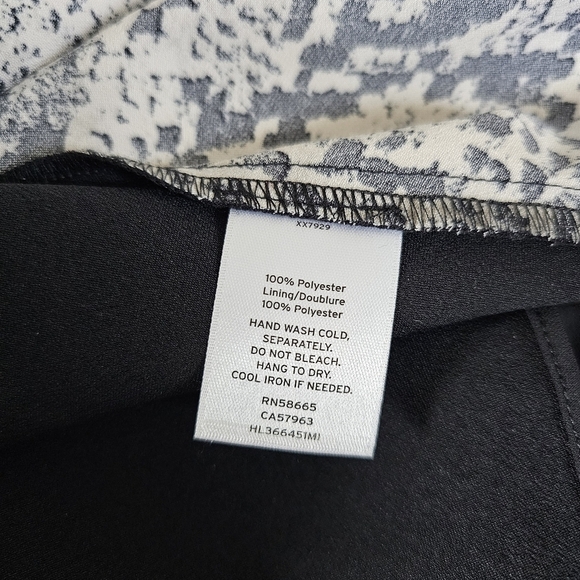 XX7929
100% Polyester
Lining/Doublure
100% Polyester
HAND WASH COLD,
SEPARATELY.
DO NOT BLEACH.
HANG TO DRY.
COOL IRON IF NEEDED.
RN58665
CA57963
HL366451MI